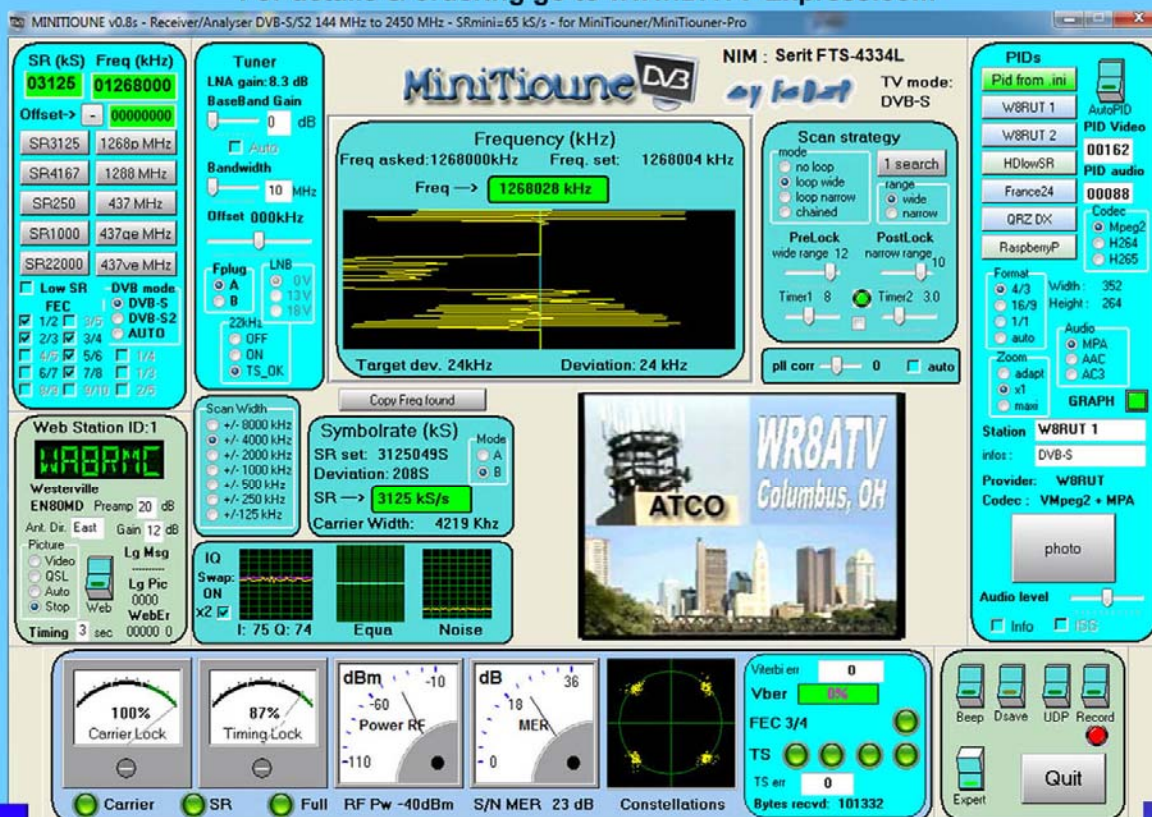 MINITIOUNE v0.8s - Receiver/Analyser DVB-S/S2 144 MHz to 2450 MHz - SRmini=65 kS/s - for MiniTiouner/MiniTiouner-Pro
SR (kS) Freq (kHz)
03125 01268000
Offset-> - 00000000
SR3125 1268p MHz
SR4167 1288 MHz
SR250 437 MHz
SR1000 437qe MHz
SR22000 437ve MHz
Low SR
DVB mode
FEC
DVB-S
DVB-S2
AUTO
1/2 3/5
2/3 3/4
4/5 5/6 1/4
6/7 7/8 1/3
8/9 9/10 2/5
Tuner
LNA gain:8.3 dB
BaseBand Gain
0 dB
Auto
Bandwidth
10 MHz
Offset 000kHz
Fplug
A
B
LNB
0V
13V
18V
22kHz
OFF
ON
TS_OK
MiniTioune DVB
NIM : Serit FTS-4334L
TV mode:
DVB-S
Frequency (kHz)
Freq asked:1268000kHz Freq. set: 1268004 kHz
Freq —> 1268028 kHz
Target dev. 24kHz Deviation: 24 kHz
Scan strategy
mode
no loop
loop wide
loop narrow
chained
1 search
range
wide
narrow
PreLock PostLock
wide range 12 narrow range 10
Timer1 8 Timer2 3.0
pll corr 0 auto
PIDs
Pid from .ini
W8RUT 1
W8RUT 2
HDlowSR
France24
QRZ DX
RaspberryP
AutoPID
PID Video
00162
PID audio
00088
Codec
Mpeg2
H264
H265
Format
4/3
16/9
1/1
auto
Width : 352
Height : 264
Audio
MPA
AAC
AC3
Zoom
adapt
x1
maxi
GRAPH
Station W8RUT 1
infos : DVB-S
Provider: W8RUT
Codec : VMpeg2 + MPA
photo
Audio level
Info ISS
Web Station ID:1
WA8RMC
Westerville
EN80MD Preamp 20 dB
Ant. Dir. East Gain 12 dB
Picture
Video
QSL
Auto
Stop
Web
Lg Msg
Lg Pic
0000
WebEr
00000 0
Timing 3 sec
Scan Width
+/- 8000 kHz
+/- 4000 kHz
+/- 2000 kHz
+/- 1000 kHz
+/- 500 kHz
+/- 250 kHz
+/-125 kHz
Copy Freq found
Symbolrate (kS)
SR set: 3125049S
Deviation: 208S
SR —> 3125 kS/s
Carrier Width: 4219 Khz
Mode
A
B
IQ
Swap:
ON
x2
I: 75 Q: 74 Equa Noise
WR8ATV
Columbus, OH
ATCO
100%
Carrier Lock
87%
Timing Lock
dBm
-10
-60
Power RF
-110
dB
36
18
MER
0
Carrier SR Full RF Pw -40dBm S/N MER 23 dB Constellations
Viterbi err 0
Vber 0%
FEC 3/4
TS
TS err 0
Bytes recvd: 101332
Beep Dsave UDP Record
Expert
Quit